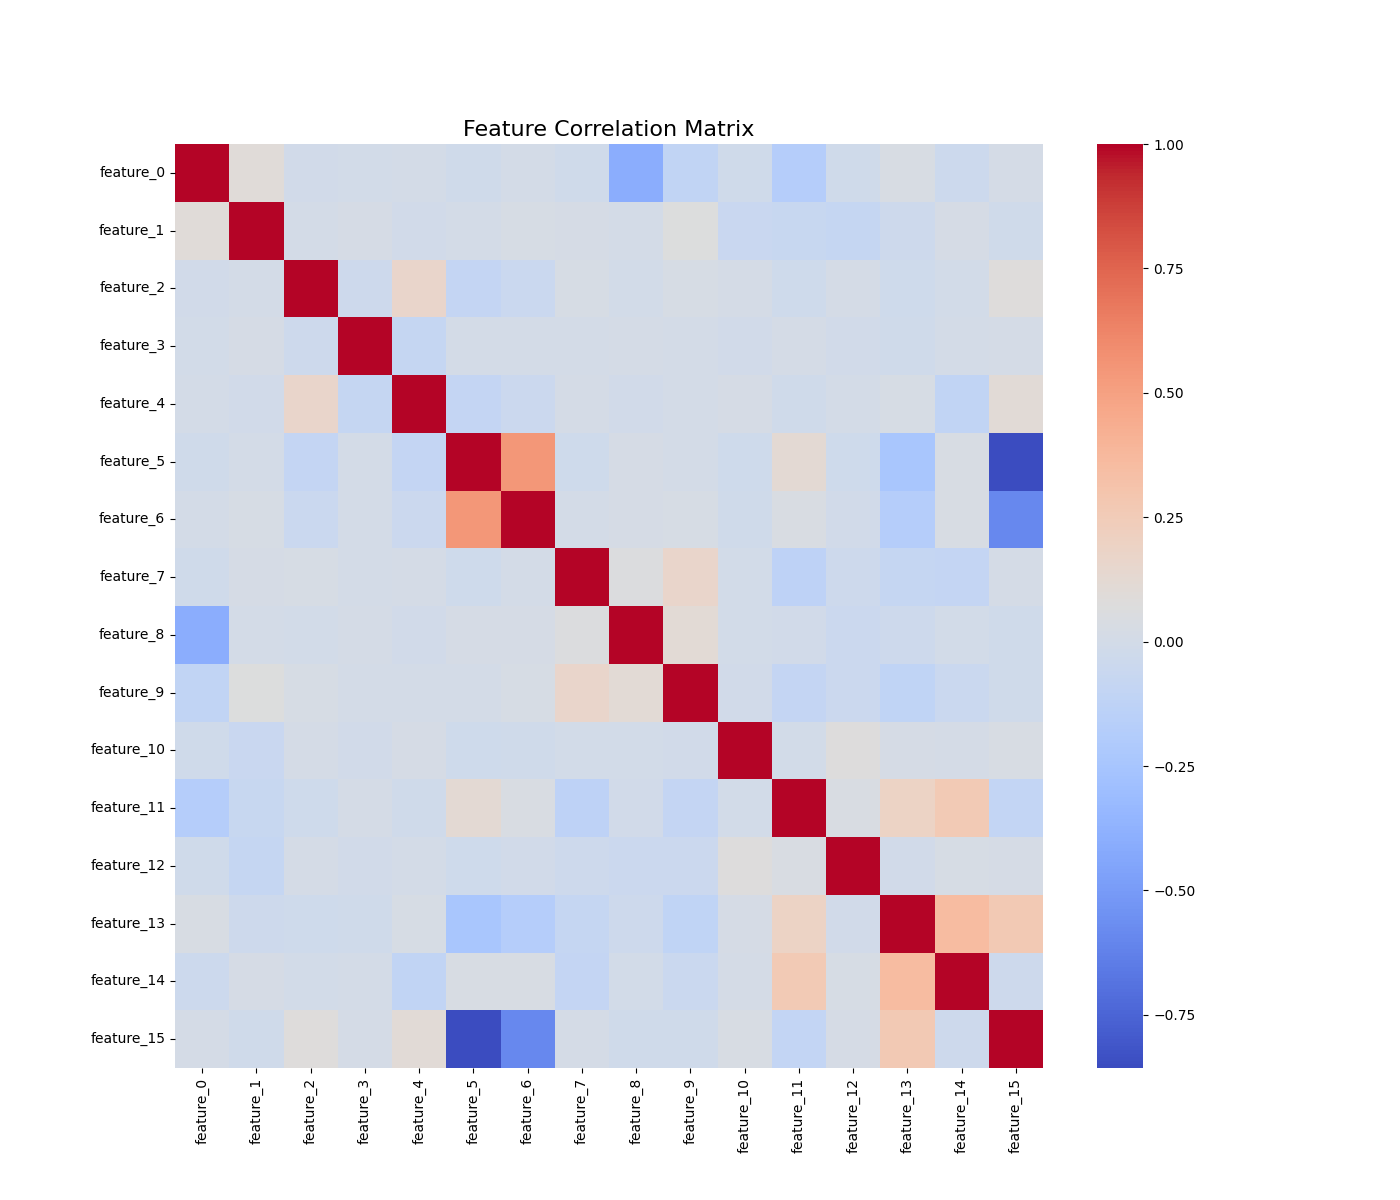 Feature Correlation Matrix
feature_0
feature_1
feature_2
feature_3
feature_4
feature_5
feature_6
feature_7
feature_8
feature_9
feature_10
feature_11
feature_12
feature_13
feature_14
feature_15
feature_0
feature_1
feature_2
feature_3
feature_4
feature_5
feature_6
feature_7
feature_8
feature_9
feature_10
feature_11
feature_12
feature_13
feature_14
feature_15
1.00
0.75
0.50
0.25
0.00
−0.25
−0.50
−0.75